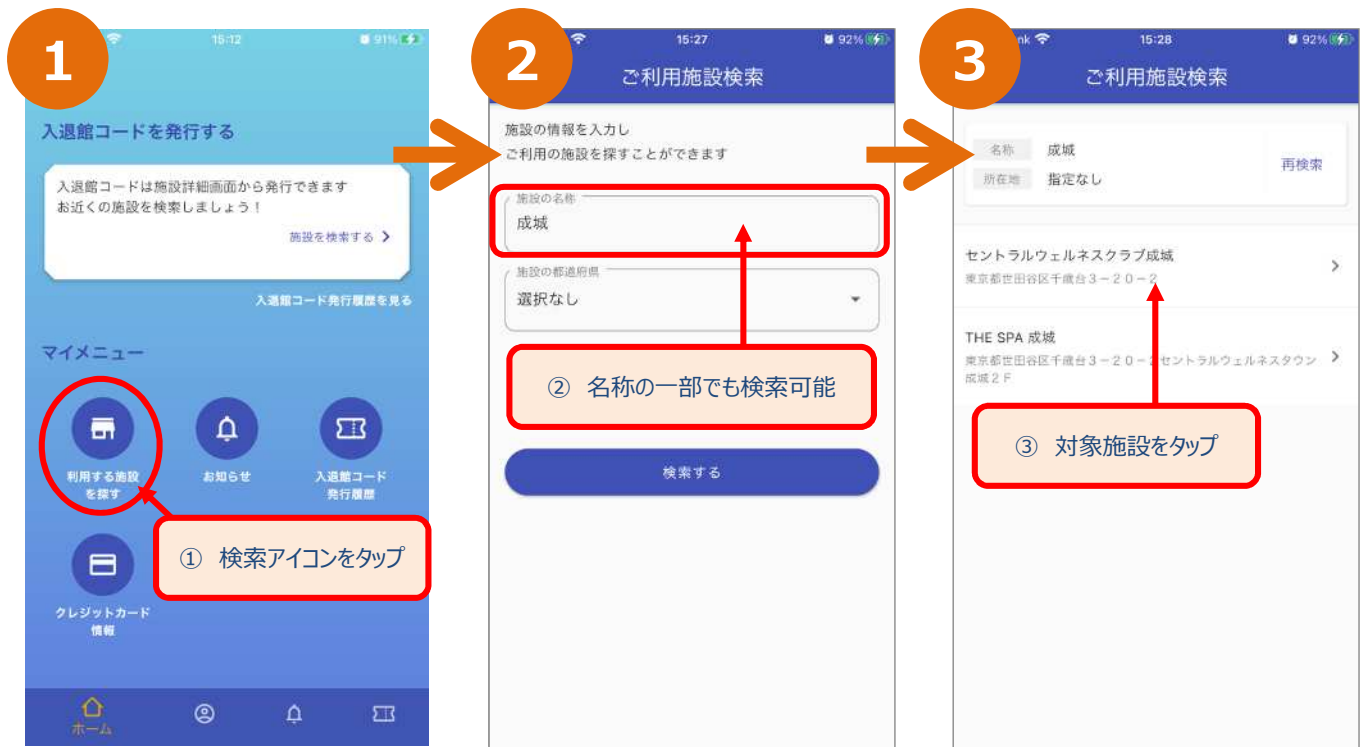 1
15:12
91%
入退館コードを発行する
入退館コードは施設詳細画面から発行できます
お近くの施設を検索しましょう！
施設を検索する
入退館コード発行履歴を見る
マイメニュー
利用する施設
を探す
お知らせ
入退館コード
発行履歴
① 検索アイコンをタップ
クレジットカード
情報
ホーム
2
15:27
92%
ご利用施設検索
施設の情報を入力し
ご利用の施設を探すことができます
施設の名称
成城
施設の都道府県
選択なし
② 名称の一部でも検索可能
検索する
3
nk
15:28
92%
ご利用施設検索
名称 成城
所在地 指定なし
再検索
セントラルウェルネスクラブ成城
東京都世田谷区千歳台３－２０－２
THE SPA 成城
東京都世田谷区千歳台３－２０－２セントラルウェルネスタウン
成城２Ｆ
③ 対象施設をタップ